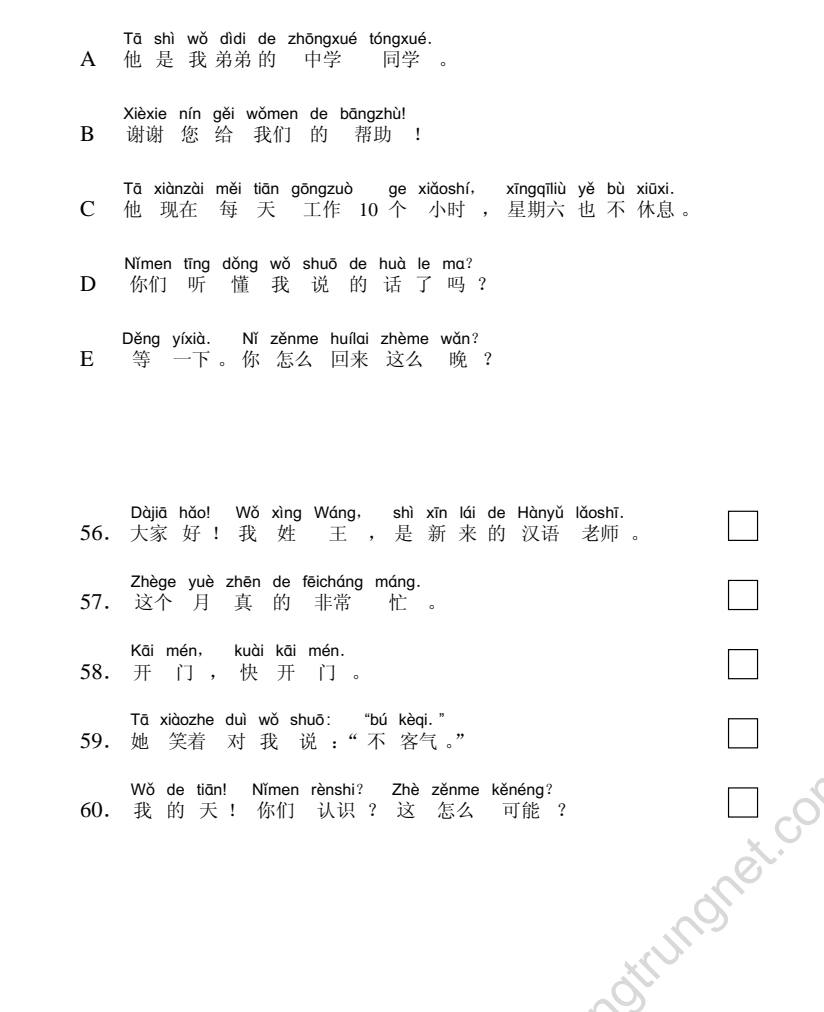 Tā shì wǒ dìdi de zhōngxué tóngxué.
A 他 是 我 弟弟 的 中学 同学 。
Xièxie nín gěi wǒmen de bāngzhù!
B 谢谢 您 给 我们 的 帮助 !
Tā xiànzài měi tiān gōngzuò ge xiǎoshí, xīngqīliù yě bù xiūxi.
C 他 现在 每 天 工作 10 个 小时 , 星期六 也 不 休息 。
Nǐmen tīng dǒng wǒ shuō de huà le ma?
D 你们 听 懂 我 说 的 话 了 吗 ?
Děng yíxià. Nǐ zěnme huílai zhème wǎn?
E 等 一下 。 你 怎么 回来 这么 晚 ?
Dàjiā hǎo! Wǒ xìng Wáng, shì xīn lái de Hànyǔ lǎoshī.
56. 大家 好 ! 我 姓 王 , 是 新 来 的 汉语 老师 。
Zhège yuè zhēn de fēicháng máng.
57. 这个 月 真 的 非常 忙 。
Kāi mén, kuài kāi mén.
58. 开 门 , 快 开 门 。
Tā xiàozhe duì wǒ shuō: “bú kèqi. ”
59. 她 笑着 对 我 说 :“ 不 客气 。”
Wǒ de tiān! Nǐmen rènshi? Zhè zěnme kěnéng?
60. 我 的 天 ! 你们 认识 ? 这 怎么 可能 ?